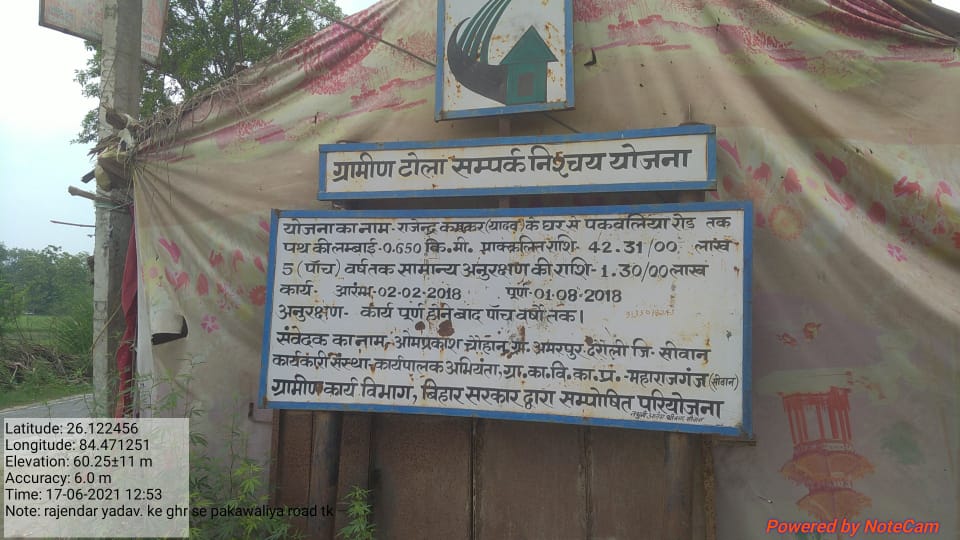 ग्रामीण टोला सम्पर्क निश्चय योजना
योजना का नाम- राजेन्द्र (यादव) के घर से पकवलिया रोड तक
पथ की लम्बाई-0.650 कि.मी. प्राक्कलित राशि- 42.31/00 लाख
5 (पाँच) वर्ष तक सामान्य अनुरक्षण की राशि- 1.30/00 लाख
कार्य- आरंभ-02-02-2018 पूर्ण-01-08-2018
अनुरक्षण- कार्य पूर्ण होने बाद पाँच वर्षो तक।
संवेदक का नाम, ओमप्रकाश चौहान, ग्रा. अमरपुर, दरौली जि- सीवान
कार्यकारी संस्था-कार्यपालक अभियंता, ग्रा.का.वि.का.प्र.-महाराजगंज (सीवान)
ग्रामीण कार्य विभाग, बिहार सरकार द्वारा सम्पोषित परियोजना
Latitude: 26.122456
Longitude: 84.471251
Elevation: 60.25±11 m
Accuracy: 6.0 m
Time: 17-06-2021 12:53
Note: rajendar yadav. ke ghr se pakawaliya road tk
Powered by NoteCam